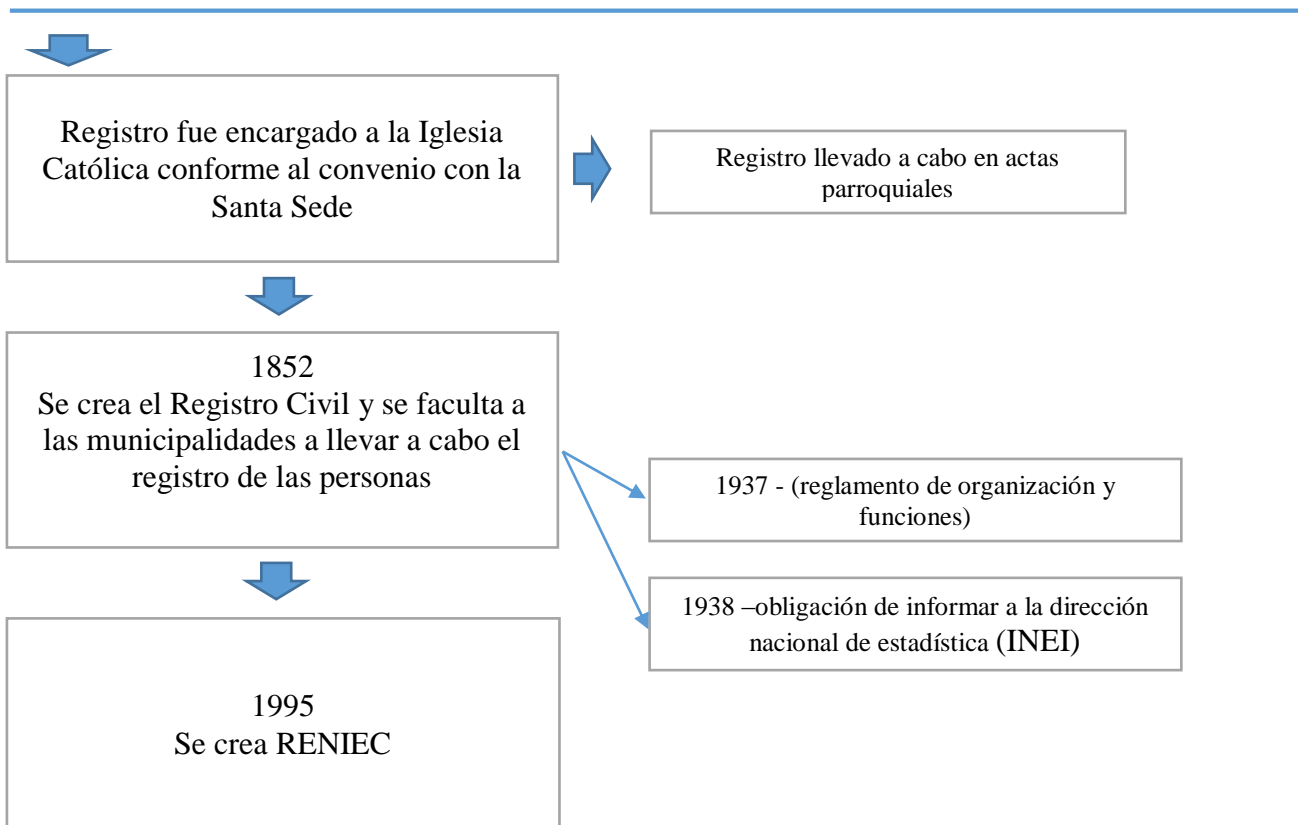 Registro fue encargado a la Iglesia
Católica conforme al convenio con la
Santa Sede
Registro llevado a cabo en actas
parroquiales
1852
Se crea el Registro Civil y se faculta a
las municipalidades a llevar a cabo el
registro de las personas
1937 - (reglamento de organización y
funciones)
1938 –obligación de informar a la dirección
nacional de estadística (INEI)
1995
Se crea RENIEC